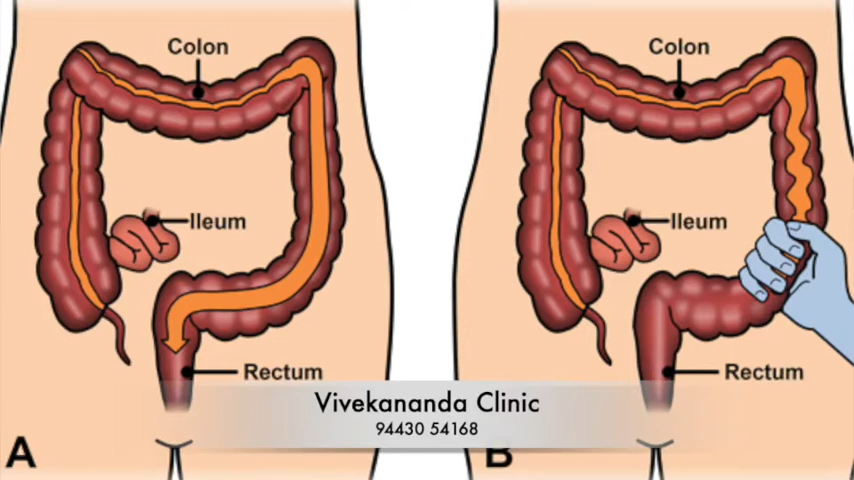 Colon
Colon
Ileum
Ileum
Rectum
Rectum
Vivekananda Clinic
94430 54168
A
B